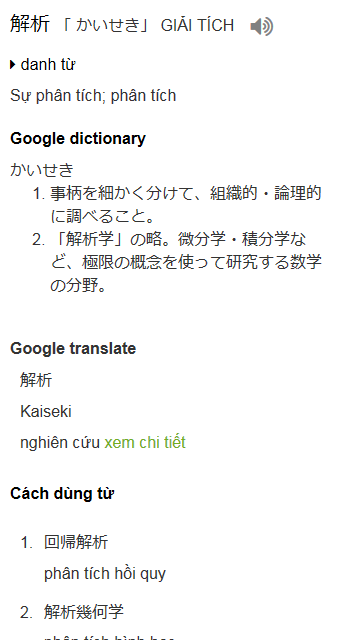 解析 「 かいせき」 GIẢI TÍCH
danh từ
Sự phân tích; phân tích
Google dictionary
かいせき
1. 事柄を細かく分けて、組織的・論理的
に調べること。
2. 「解析学」の略。微分学・積分学な
ど、極限の概念を使って研究する数学
の分野。
Google translate
解析
Kaiseki
nghiên cứu xem chi tiết
Cách dùng từ
1. 回帰解析
phân tích hồi quy
2. 解析幾何学
phân tích hình học